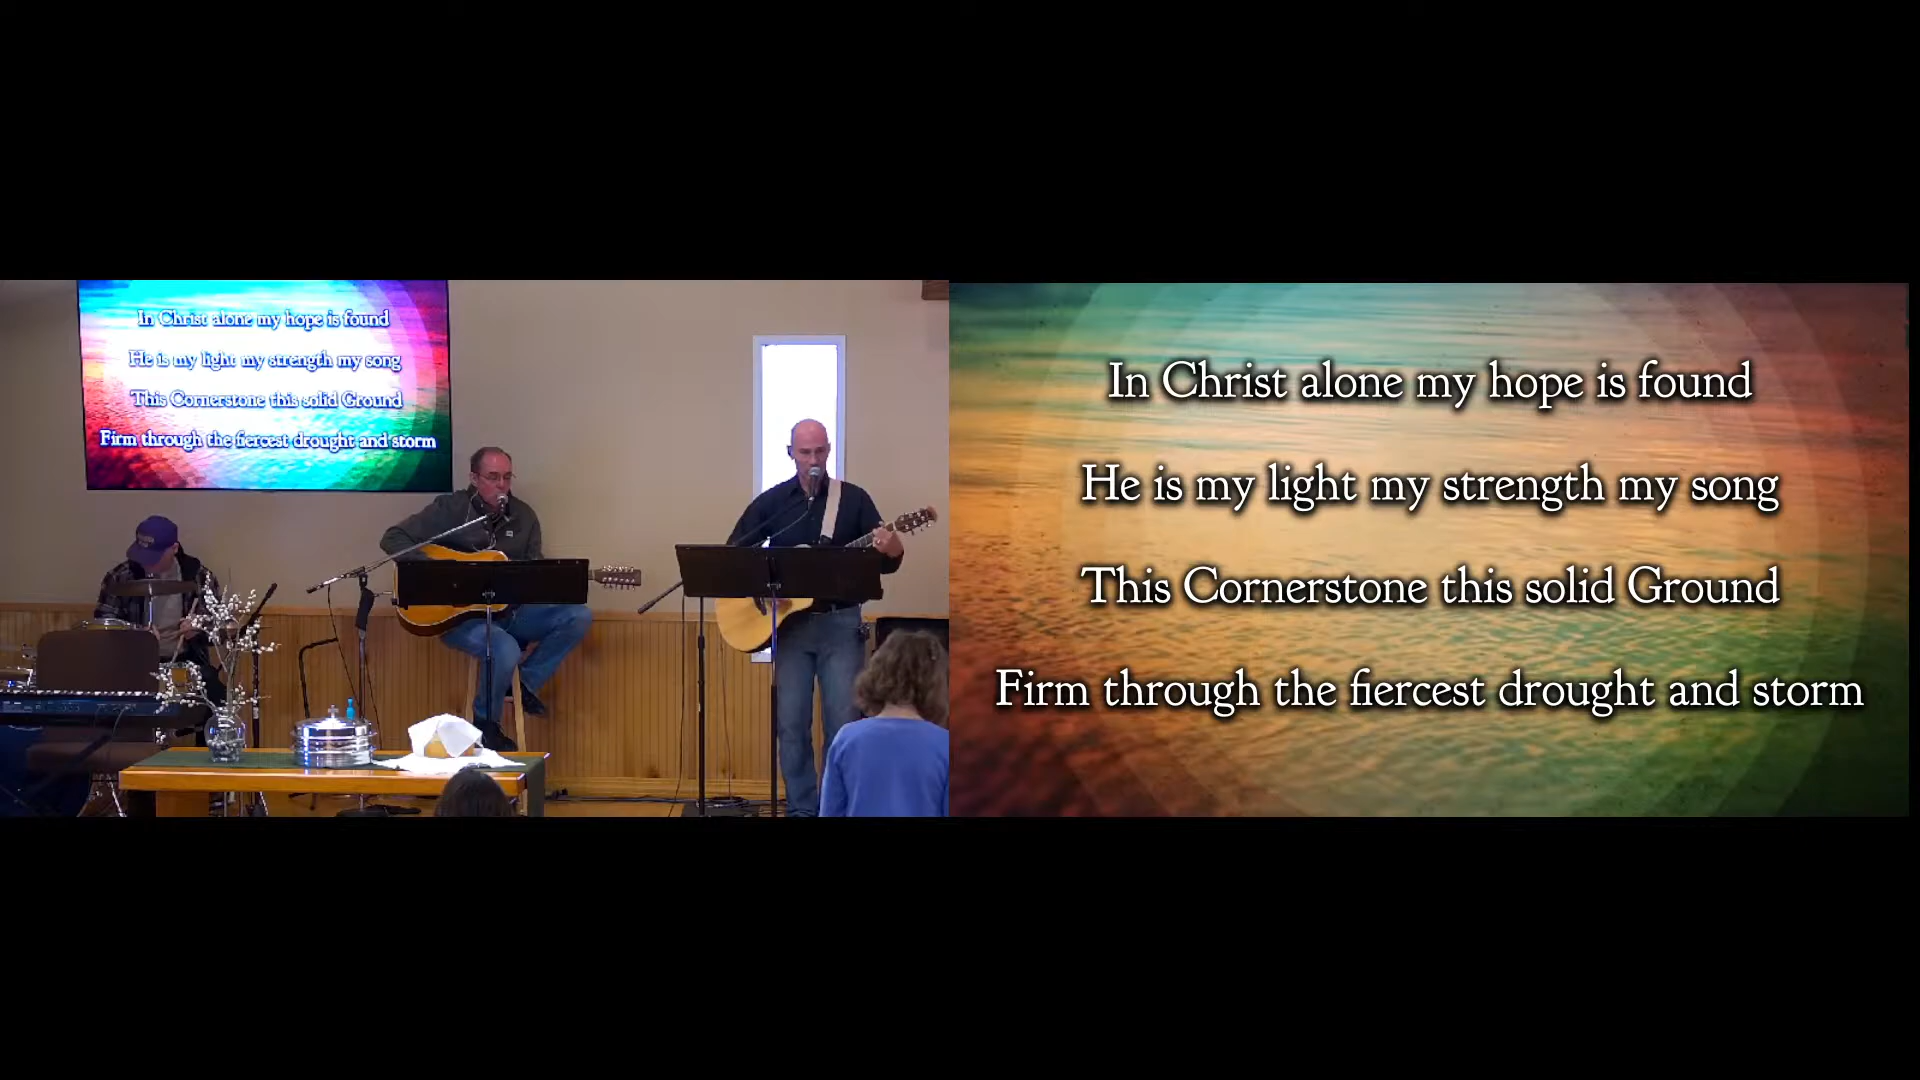 In Christ alone my hope is found
He is my light my strength my song
This Cornerstone this solid Ground
Firm through the fiercest drought and storm
In Christ alone my hope is found
He is my light my strength my song
This Cornerstone this solid Ground
Firm through the fiercest drought and storm